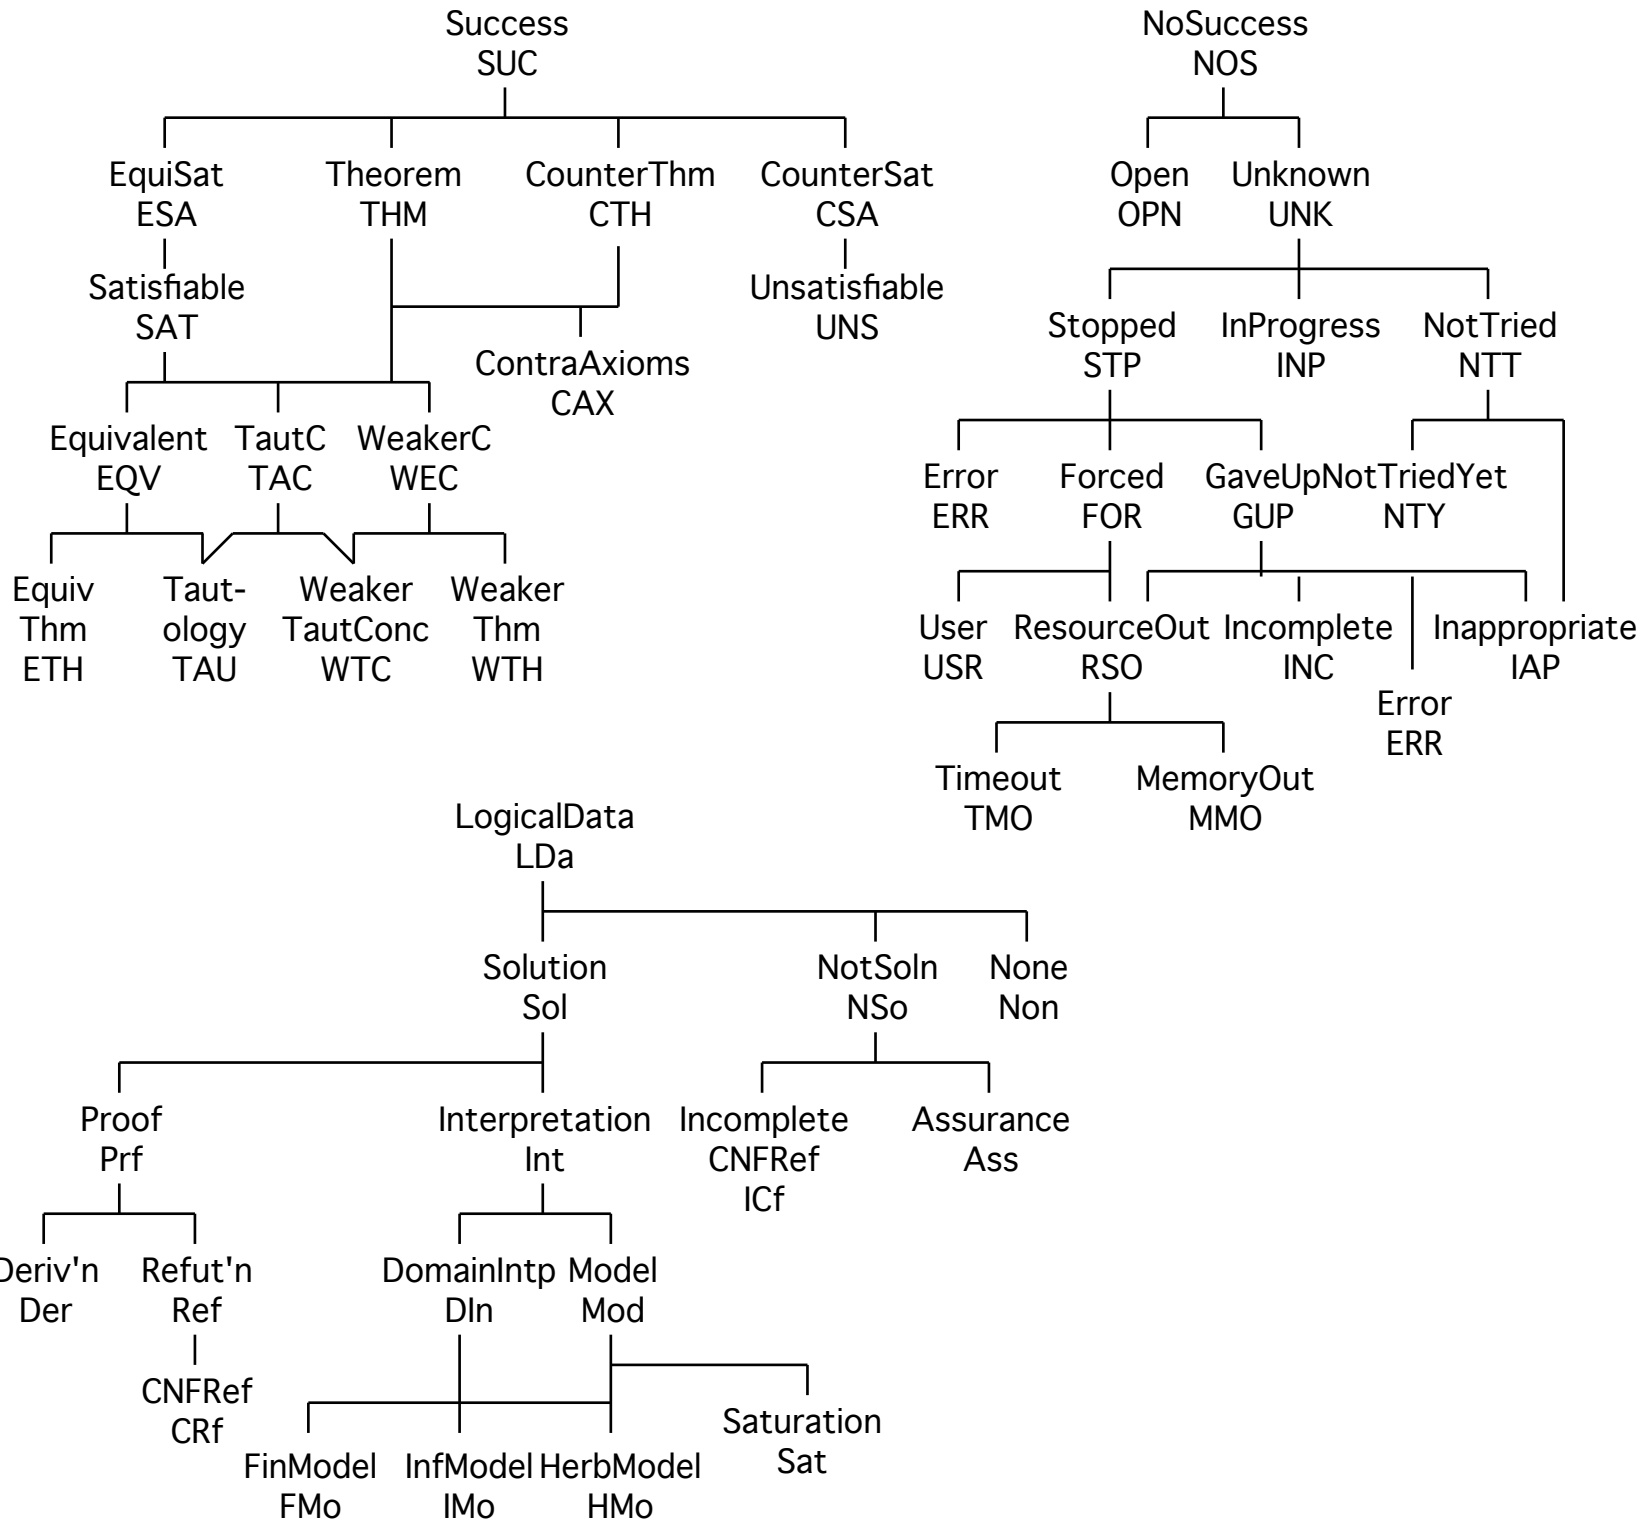 Success
SUC
NoSuccess
NOS
EquiSat
ESA
Theorem
THM
CounterThm
CTH
CounterSat
CSA
Open
OPN
Unknown
UNK
Satisfiable
SAT
Unsatisfiable
UNS
ContraAxioms
CAX
Stopped
STP
InProgress
INP
NotTried
NTT
Equivalent
EQV
TautC
TAC
WeakerC
WEC
Error
ERR
Forced
FOR
GaveUp
GUP
NotTriedYet
NTY
Equiv
Thm
ETH
Taut-
ology
TAU
Weaker
TautConc
WTC
Weaker
Thm
WTH
User
USR
ResourceOut
RSO
Incomplete
INC
Error
ERR
Inappropriate
IAP
Timeout
TMO
MemoryOut
MMO
LogicalData
LDa
Solution
Sol
NotSoln
NSo
None
Non
Proof
Prf
Interpretation
Int
Incomplete
CNFRef
ICf
Assurance
Ass
Deriv'n
Der
Refut'n
Ref
DomainIntp
DIn
Model
Mod
CNFRef
CRf
Saturation
Sat
FinModel
FMo
InfModel
IMo
HerbModel
HMo